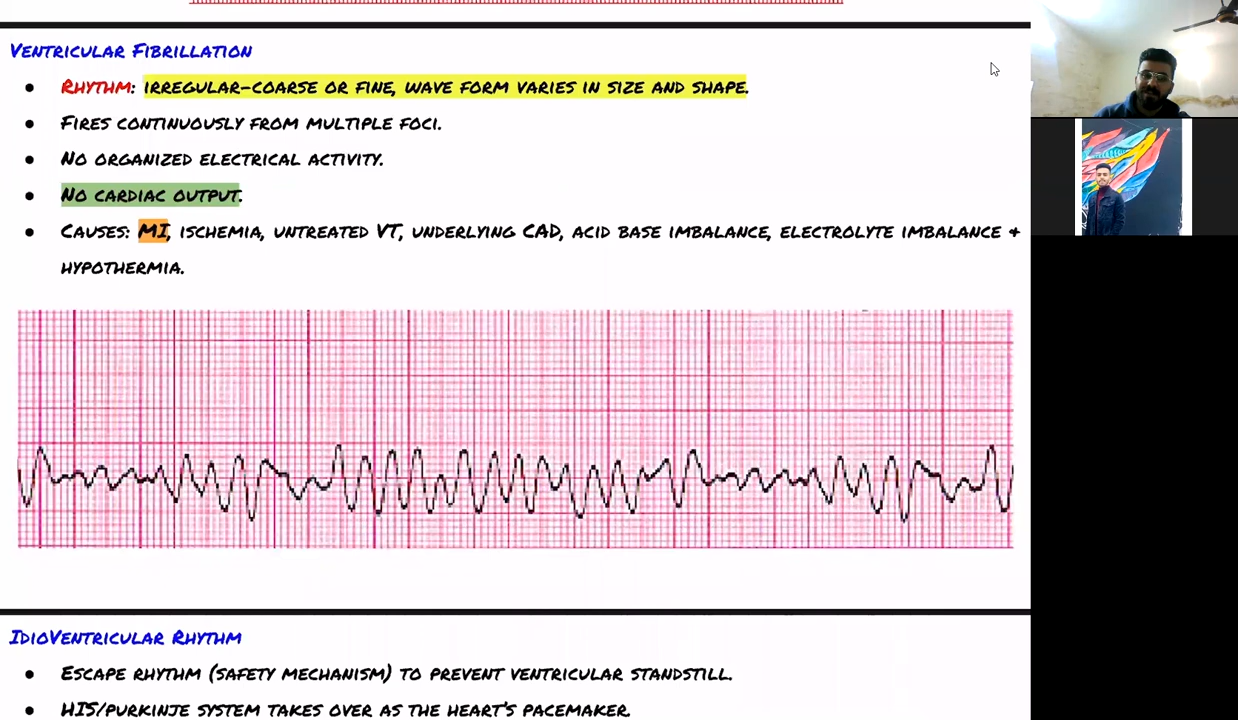 Ventricular Fibrillation
Rhythm: irregular-coarse or fine, wave form varies in size and shape.
Fires continuously from multiple foci.
No organized electrical activity.
No cardiac output.
Causes: MI, ischemia, untreated VT, underlying CAD, acid base imbalance, electrolyte imbalance +
hypothermia.
IdioVentricular Rhythm
Escape rhythm (safety mechanism) to prevent ventricular standstill.
HIS/purkinje system takes over as the heart's pacemaker.